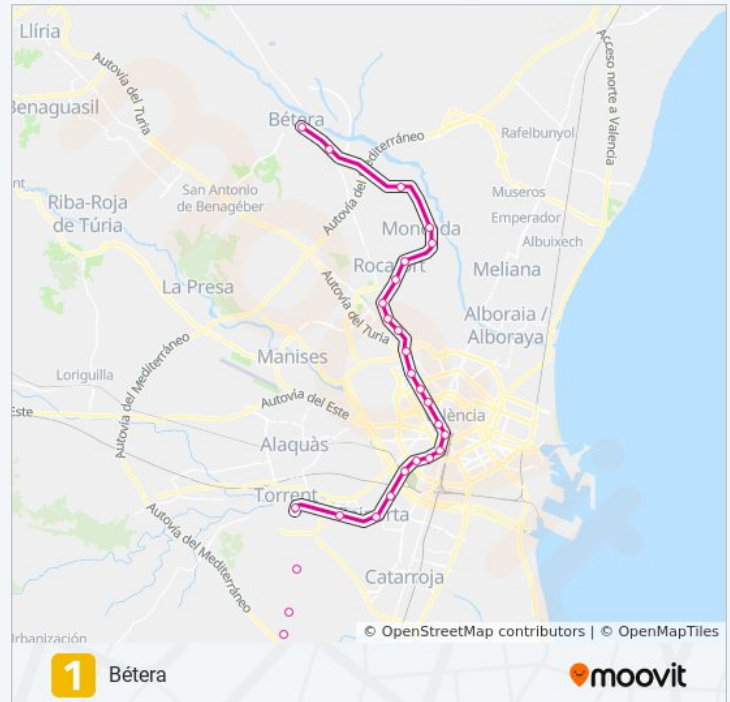 Llíria
Acceso norte a Valencia
Autovía del Turia
Benaguasil
Bétera
Autovía del Mediterráneo
Rafelbunyol
San Antonio
de Benagéber
Museros
Riba-Roja
de Túria
Emperador
Moncada
Albuixech
Rocafort
Meliana
La Presa
Autovía del Turia
Alboraia /
Alboraya
Manises
Autovía del Mediterráneo
Loriguilla
Este
Autovía del Este
València
Alaquàs
Torrent
Paiporta
Autovía del Mediterráneo
Catarroja
Urbanización
© OpenStreetMap contributors | © OpenMapTiles
1 Bétera
moovit